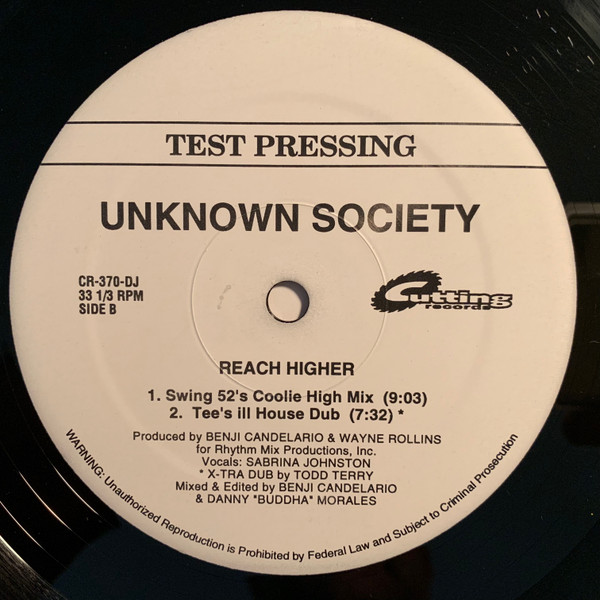 TEST PRESSING
UNKNOWN SOCIETY
CR-370-DJ
33 1/3 RPM
SIDE B
Cutting
records
REACH HIGHER
1. Swing 52's Coolie High Mix (9:03)
2. Tee's ill House Dub (7:32) *
Produced by BENJI CANDELARIO & WAYNE ROLLINS
for Rhythm Mix Productions, Inc.
Vocals: SABRINA JOHNSTON
* X-TRA DUB by TODD TERRY
Mixed & Edited by BENJI CANDELARIO
& DANNY "BUDDHA" MORALES
WARNING: Unauthorized Reproduction is Prohibited by Federal Law and Subject to Criminal Prosecution